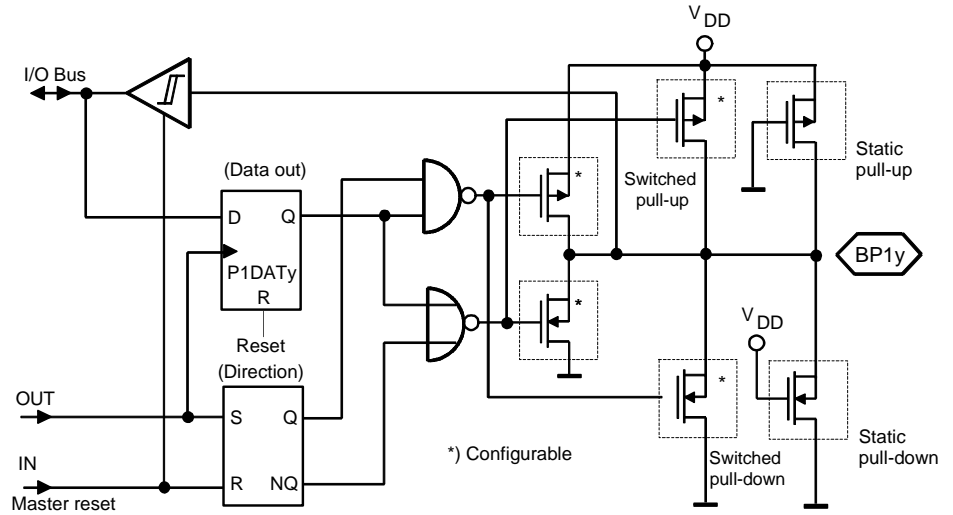 V DD
I/O Bus
*
(Data out)
Static
pull-up
*
Switched
pull-up
D
Q
P1DATy
R
BP1y
*
V DD
Reset
(Direction)
*
OUT
S
Q
*) Configurable
Static
pull-down
IN
R
NQ
Switched
pull-down
Master reset